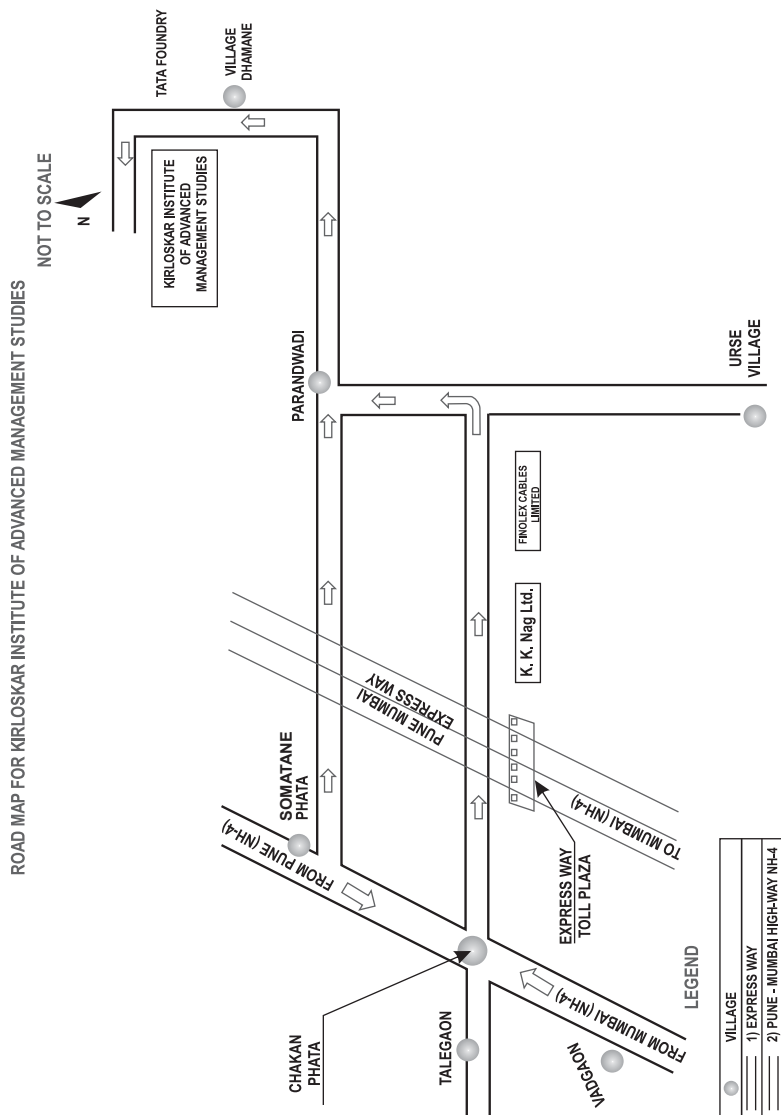 ROAD MAP FOR KIRLOSKAR INSTITUTE OF ADVANCED MANAGEMENT STUDIES
NOT TO SCALE
N
TATA FOUNDRY
VILLAGE
DHAMANE
KIRLOSKAR INSTITUTE
OF ADVANCED
MANAGEMENT STUDIES
PARANDWADI
URSE
VILLAGE
FINOLEX CABLES
LIMITED
K. K. Nag Ltd.
PUNE MUMBAI
EXPRESS WAY
SOMATANE
PHATA
FROM PUNE (NH-4)
TO MUMBAI (NH-4)
EXPRESS WAY
TOLL PLAZA
CHAKAN
PHATA
TALEGAON
VADGAON
FROM MUMBAI (NH-4)
LEGEND
VILLAGE
1) EXPRESS WAY
2) PUNE - MUMBAI HIGH-WAY NH-4